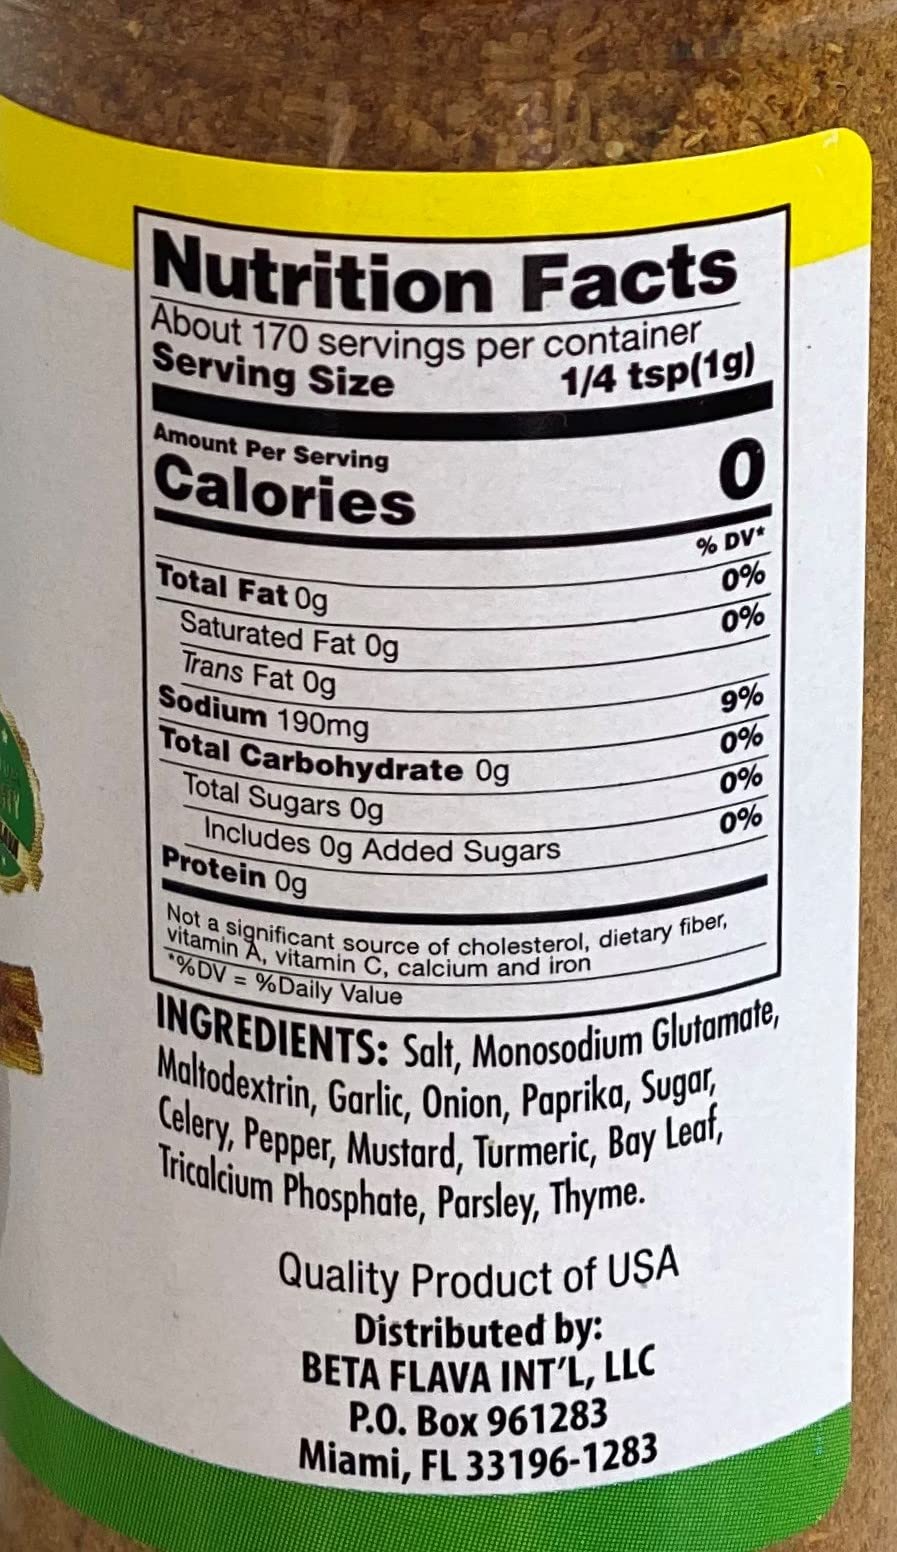 Nutrition Facts
About 170 servings per container
Serving Size 1/4 tsp(1g)
Amount Per Serving
Calories 0
% DV*
Total Fat 0g 0%
Saturated Fat 0g 0%
Trans Fat 0g
Sodium 190mg 9%
Total Carbohydrate 0g 0%
Total Sugars 0g 0%
Includes 0g Added Sugars 0%
Protein 0g
Not a significant source of cholesterol, dietary fiber,
vitamin A, vitamin C, calcium and iron
*%DV = %Daily Value
INGREDIENTS: Salt, Monosodium Glutamate,
Maltodextrin, Garlic, Onion, Paprika, Sugar,
Celery, Pepper, Mustard, Turmeric, Bay Leaf,
Tricalcium Phosphate, Parsley, Thyme.
Quality Product of USA
Distributed by:
BETA FLAVA INT'L, LLC
P.O. Box 961283
Miami, FL 33196-1283